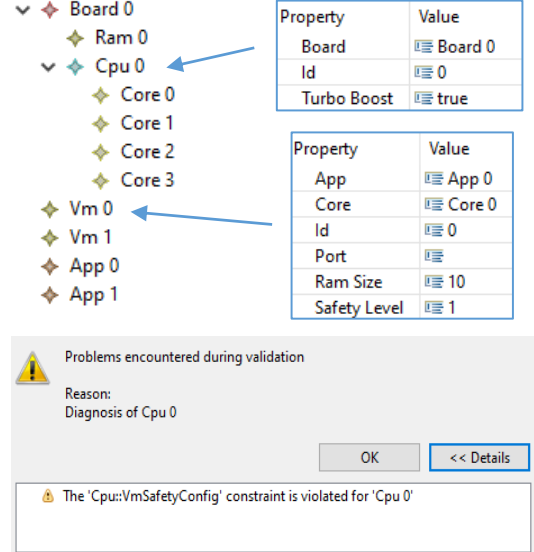 Board 0
Ram 0
Cpu 0
Core 0
Core 1
Core 2
Core 3
Vm 0
Vm 1
App 0
App 1
Property Value
Board Board 0
Id 0
Turbo Boost true
Property Value
App App 0
Core Core 0
Id 0
Port
Ram Size 10
Safety Level 1
Problems encountered during validation
Reason:
Diagnosis of Cpu 0
OK << Details
The 'Cpu::VmSafetyConfig' constraint is violated for 'Cpu 0'